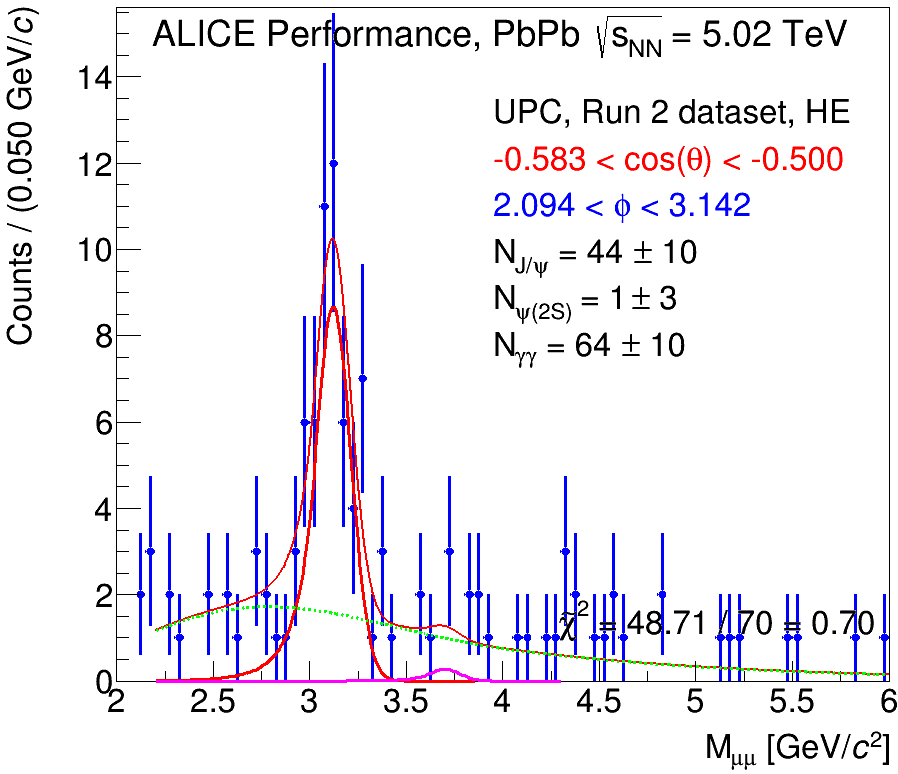 ALICE Performance, PbPb √s_NN = 5.02 TeV
UPC, Run 2 dataset, HE
-0.583 < cos(θ) < -0.500
2.094 < ϕ < 3.142
N_J/ψ = 44 ± 10
N_ψ(2S) = 1 ± 3
N_γγ = 64 ± 10
χ̃² = 48.71 / 70 = 0.70
Counts / (0.050 GeV/c)
14
12
10
8
6
4
2
0
2 2.5 3 3.5 4 4.5 5 5.5 6
M_μμ [GeV/c²]